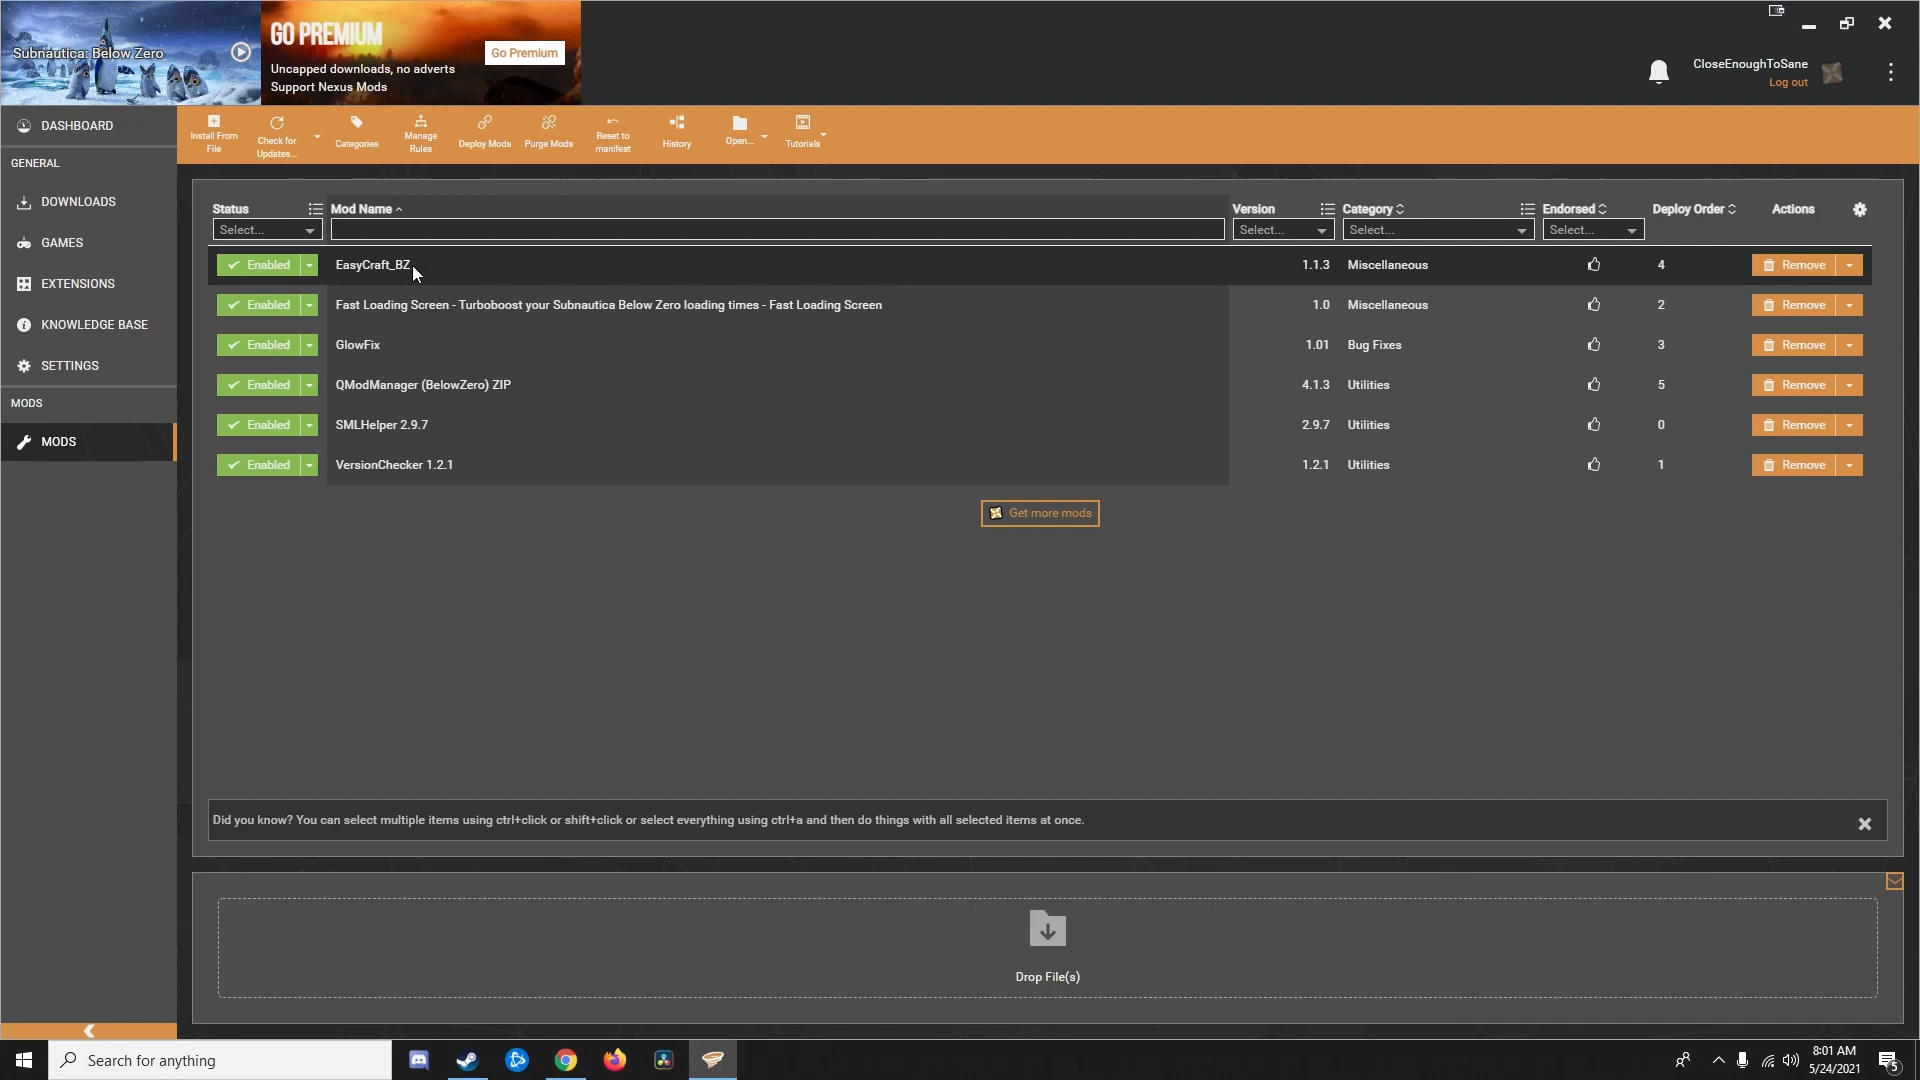 Subnautica: Below Zero
GO PREMIUM
Uncapped downloads, no adverts
Support Nexus Mods
Go Premium
CloseEnoughToSane
Log out
DASHBOARD
GENERAL
DOWNLOADS
GAMES
EXTENSIONS
KNOWLEDGE BASE
SETTINGS
MODS
MODS
Install From
File
Check for
Updates...
Categories
Manage
Rules
Deploy Mods
Purge Mods
Reset to
manifest
History
Open...
Tutorials
Status Mod Name Version Category Endorsed Deploy Order Actions
Select... Select... Select... Select...
Enabled EasyCraft_BZ 1.1.3 Miscellaneous 4 Remove
Enabled Fast Loading Screen - Turboboost your Subnautica Below Zero loading times - Fast Loading Screen 1.0 Miscellaneous 2 Remove
Enabled GlowFix 1.01 Bug Fixes 3 Remove
Enabled QModManager (BelowZero) ZIP 4.1.3 Utilities 5 Remove
Enabled SMLHelper 2.9.7 2.9.7 Utilities 0 Remove
Enabled VersionChecker 1.2.1 1.2.1 Utilities 1 Remove
Get more mods
Did you know? You can select multiple items using ctrl+click or shift+click or select everything using ctrl+a and then do things with all selected items at once.
Drop File(s)
Search for anything
8:01 AM
5/24/2021
5